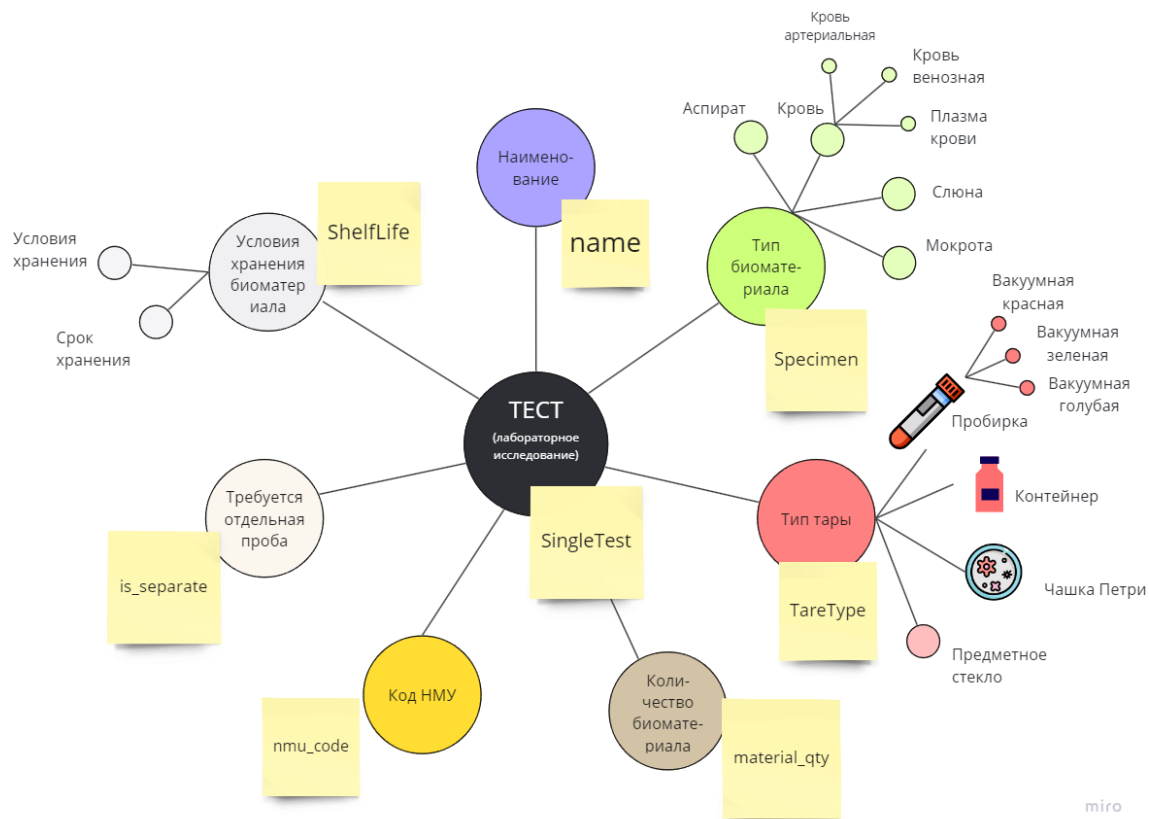 Кровь
артериальная
Кровь
венозная
Аспират
Кровь
Плазма
крови
Наимено-
вание
Слюна
ShelfLife
name
Условия
хранения
Условия
хранения
биоматер
иала
Тип
биомате-
риала
Мокрота
Вакуумная
красная
Срок
хранения
Вакуумная
зеленая
Specimen
Вакуумная
голубая
ТЕСТ
(лабораторное
исследование)
Пробирка
Требуется
отдельная
проба
Тип тары
Контейнер
SingleTest
is_separate
TareType
Чашка Петри
Предметное
стекло
Код НМУ
Коли-
чество
биомате-
риала
nmu_code
material_qty
miro